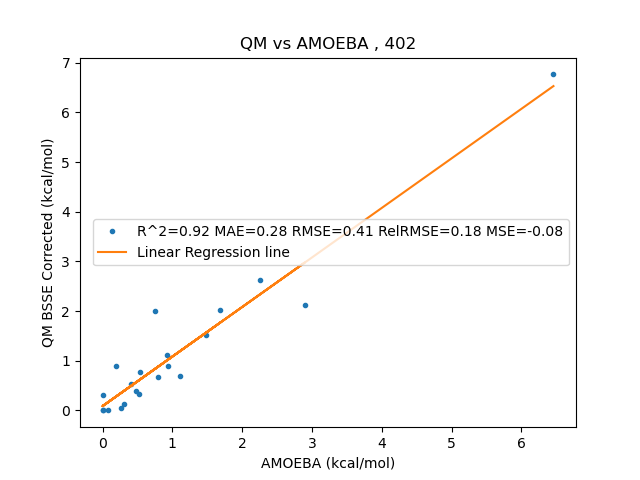 QM vs AMOEBA , 402
7
6
5
4
3
2
1
0
QM BSSE Corrected (kcal/mol)
R^2=0.92 MAE=0.28 RMSE=0.41 RelRMSE=0.18 MSE=-0.08
Linear Regression line
0 1 2 3 4 5 6
AMOEBA (kcal/mol)